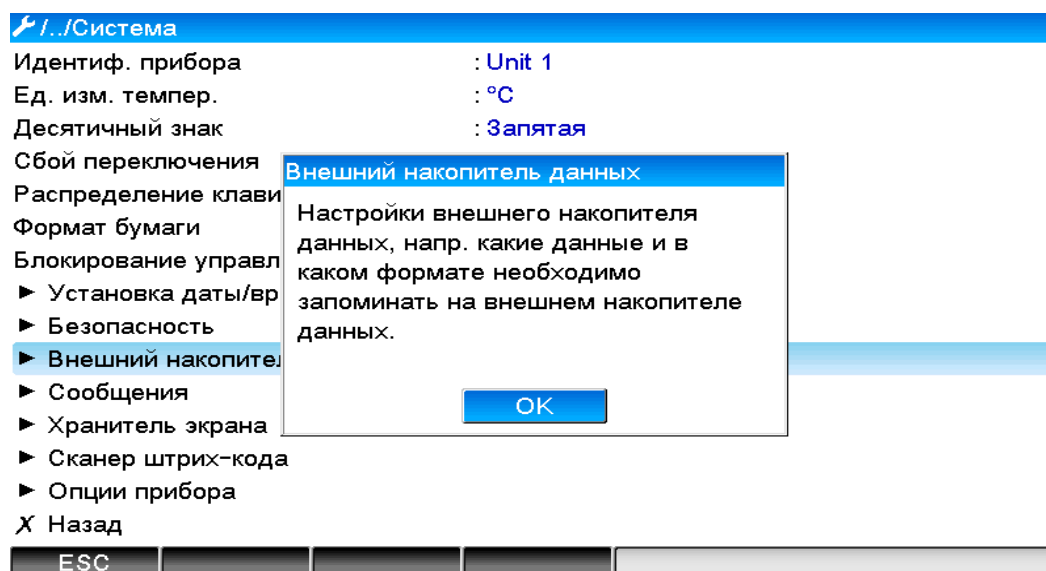 /../Система
Идентиф. прибора : Unit 1
Ед. изм. темпер. : °C
Десятичный знак : Запятая
Сбой переключения
Распределение клави
Формат бумаги
Блокирование управл
► Установка даты/вр
► Безопасность
► Внешний накопител
► Сообщения
► Хранитель экрана
► Сканер штрих-кода
► Опции прибора
X Назад
Внешний накопитель данных
Настройки внешнего накопителя
данных, напр. какие данные и в
каком формате необходимо
запоминать на внешнем накопителе
данных.
OK
ESC